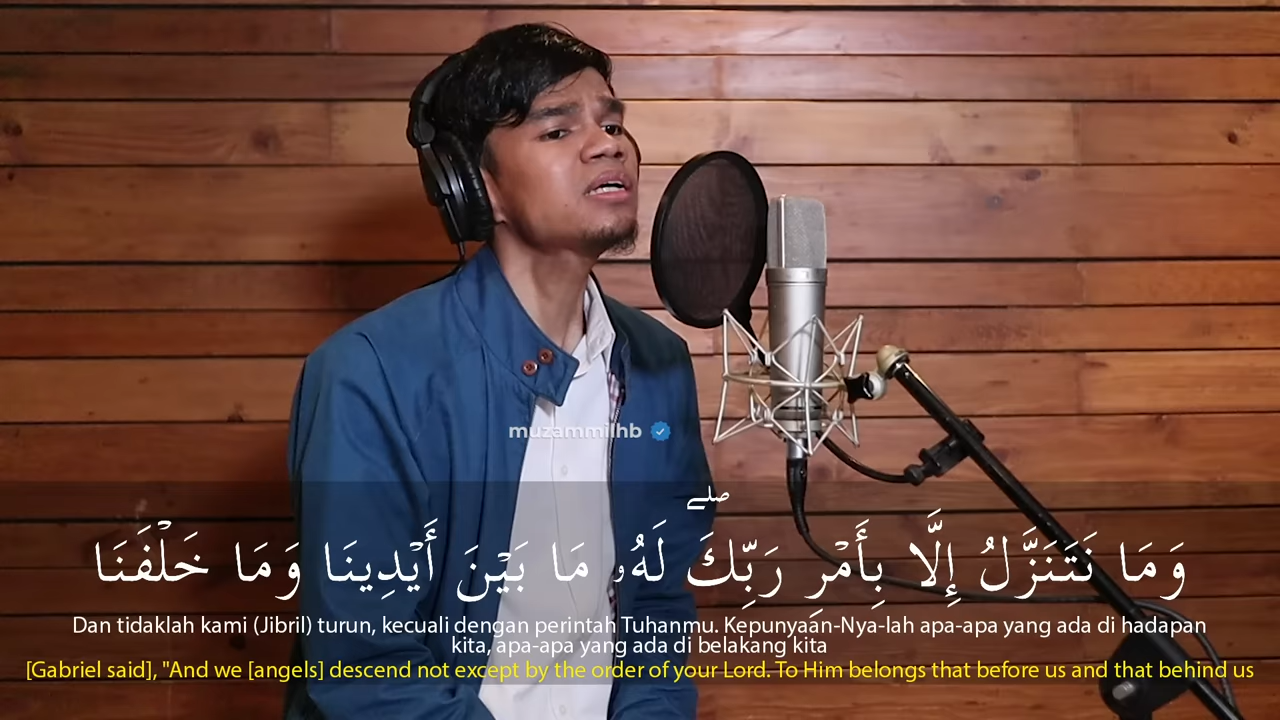 muzammilhb
وَمَا نَتَنَزَّلُ إِلَّا بِأَمْرِ رَبِّكَ ۖ لَهُۥ مَا بَيْنَ أَيْدِينَا وَمَا خَلْفَنَا
Dan tidaklah kami (Jibril) turun, kecuali dengan perintah Tuhanmu. Kepunyaan-Nya-lah apa-apa yang ada di hadapan
kita, apa-apa yang ada di belakang kita
[Gabriel said], "And we [angels] descend not except by the order of your Lord. To Him belongs that before us and that behind us